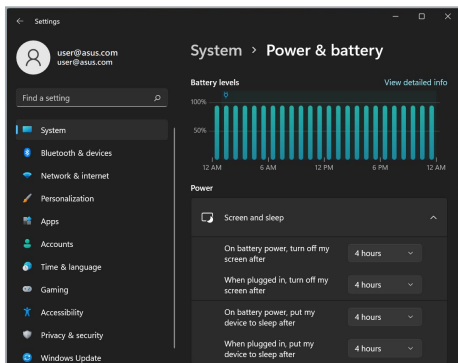 Settings
user@asus.com
user@asus.com
Find a setting
System
Bluetooth & devices
Network & internet
Personalization
Apps
Accounts
Time & language
Gaming
Accessibility
Privacy & security
Windows Update
System > Power & battery
Battery levels
View detailed info
100%
50%
12 AM 6 AM 12 PM 6 PM 12 AM
Power
Screen and sleep
On battery power, turn off my
screen after
4 hours
When plugged in, turn off my
screen after
4 hours
On battery power, put my
device to sleep after
4 hours
When plugged in, put my
device to sleep after
4 hours